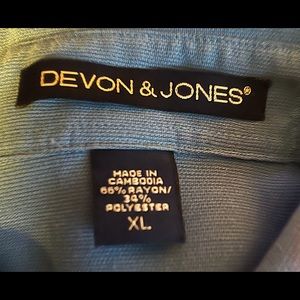 DEVON & JONES®
MADE IN
CAMBODIA
66% RAYON/
34%
POLYESTER
XL